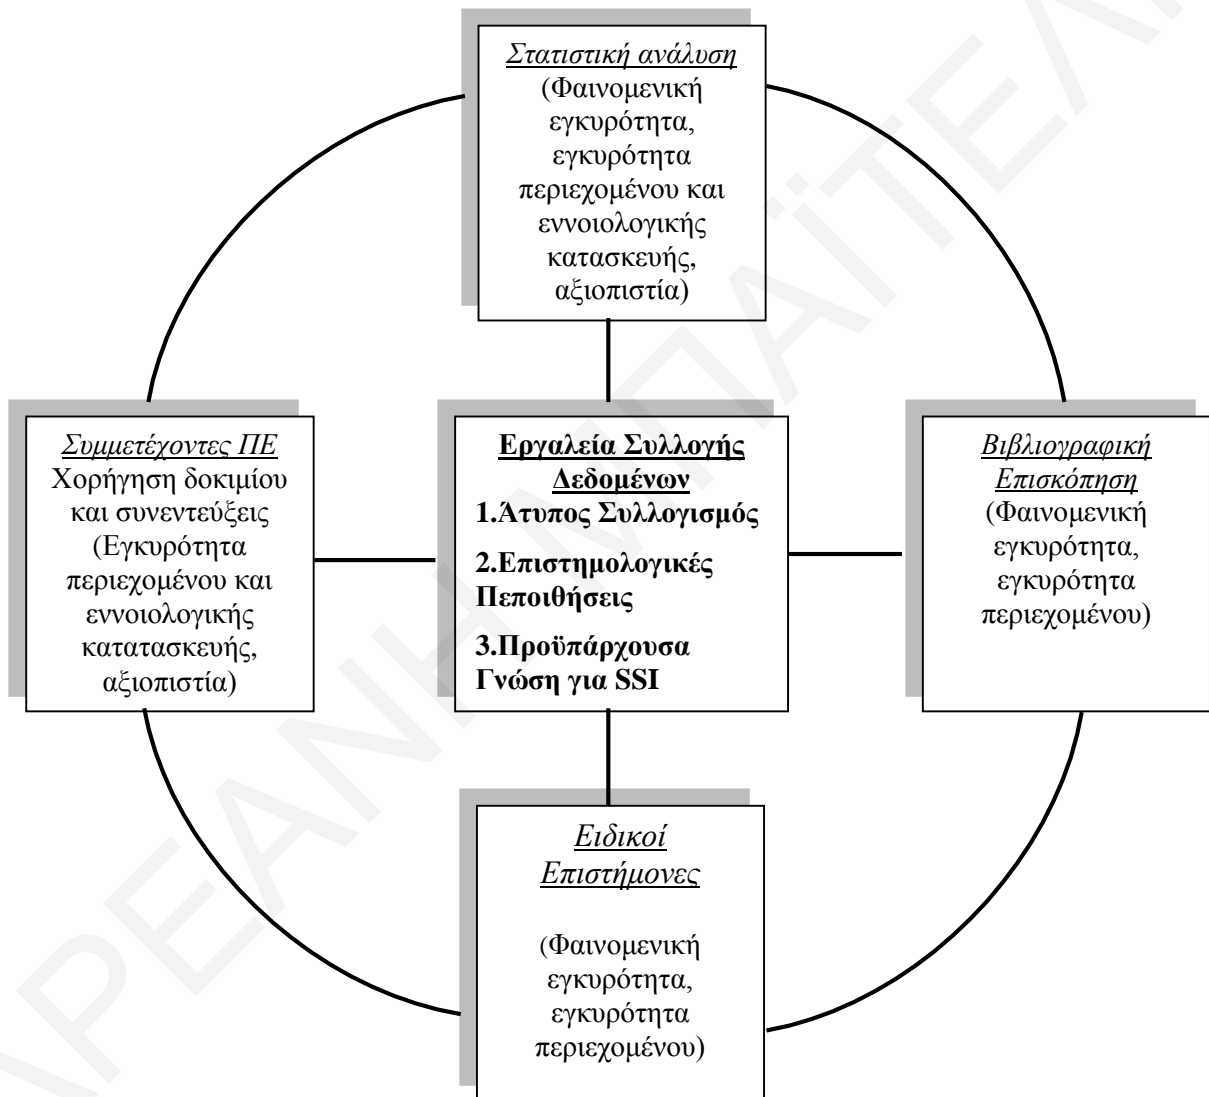 Στατιστική ανάλυση
(Φαινομενική
εγκυρότητα,
εγκυρότητα
περιεχομένου και
εννοιολογικής
κατασκευής,
αξιοπιστία)
Συμμετέχοντες ΠΕ
Χορήγηση δοκιμίου
και συνεντεύξεις
(Εγκυρότητα
περιεχομένου και
εννοιολογικής
κατατασκευής,
αξιοπιστία)
Εργαλεία Συλλογής
Δεδομένων
1.Άτυπος Συλλογισμός
2.Επιστημολογικές
Πεποιθήσεις
3.Προϋπάρχουσα
Γνώση για SSI
Βιβλιογραφική
Επισκόπηση
(Φαινομενική
εγκυρότητα,
εγκυρότητα
περιεχομένου)
Ειδικοί
Επιστήμονες
(Φαινομενική
εγκυρότητα,
εγκυρότητα
περιεχομένου)